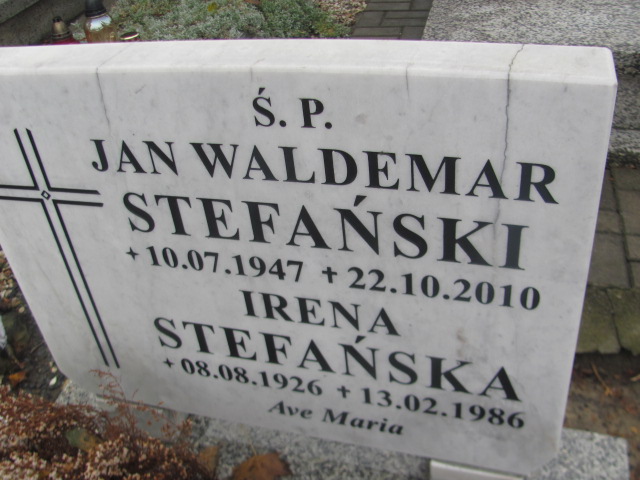 Ś. P.
JAN WALDEMAR
STEFAŃSKI
+10.07.1947 +22.10.2010
IRENA
STEFAŃSKA
+08.08.1926 +13.02.1986
Ave Maria